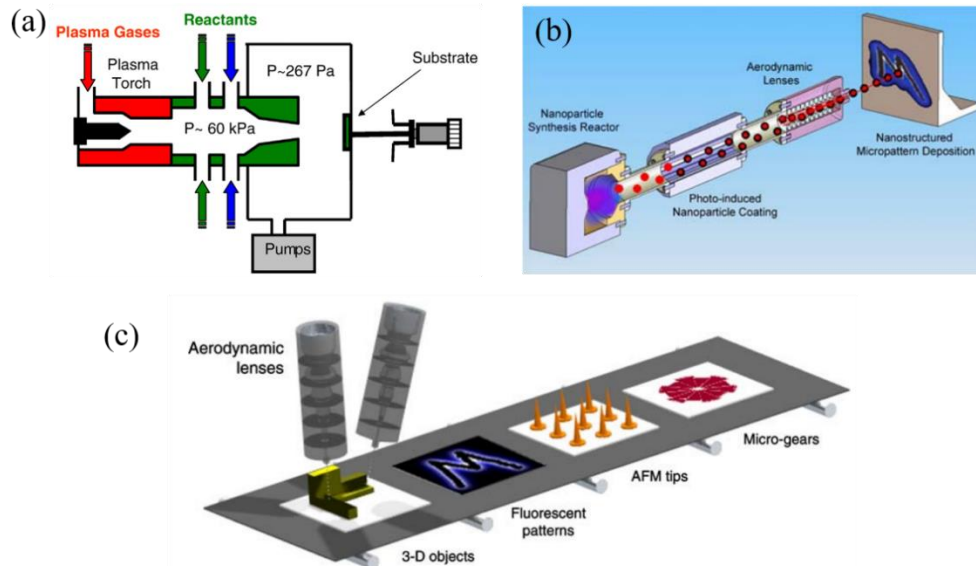 (a)
Plasma Gases
Reactants
Plasma
Torch
P~267 Pa
Substrate
P~ 60 kPa
Pumps
(b)
Aerodynamic
Lenses
Nanoparticle
Synthesis Reactor
Photo-induced
Nanoparticle Coating
Nanostructured
Micropattern Deposition
M
(c)
Aerodynamic
lenses
M
Micro-gears
AFM tips
Fluorescent
patterns
3-D objects